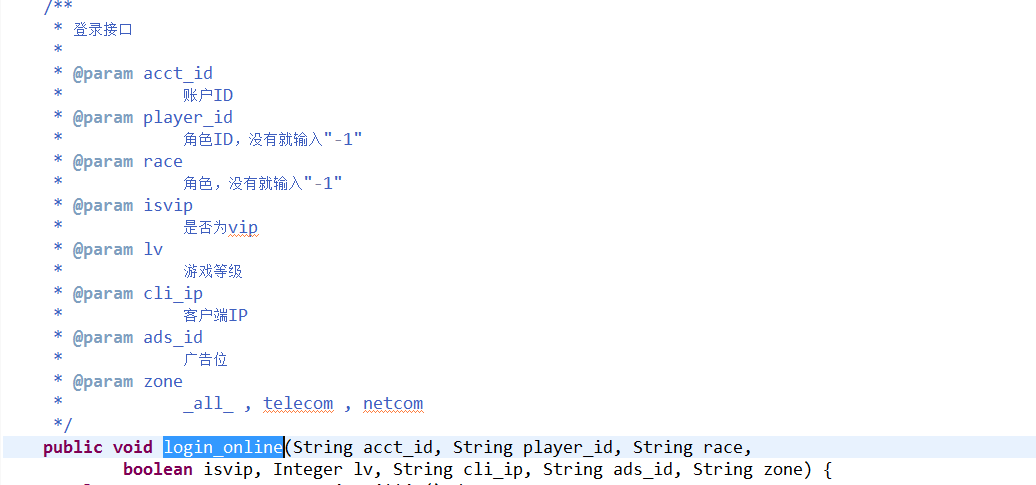 /**
* 登录接口
*
* @param acct_id
* 账户ID
* @param player_id
* 角色ID，没有就输入"-1"
* @param race
* 角色，没有就输入"-1"
* @param isvip
* 是否为vip
* @param lv
* 游戏等级
* @param cli_ip
* 客户端IP
* @param ads_id
* 广告位
* @param zone
* _all_ , telecom , netcom
*/
public void login_online(String acct_id, String player_id, String race,
boolean isvip, Integer lv, String cli_ip, String ads_id, String zone) {